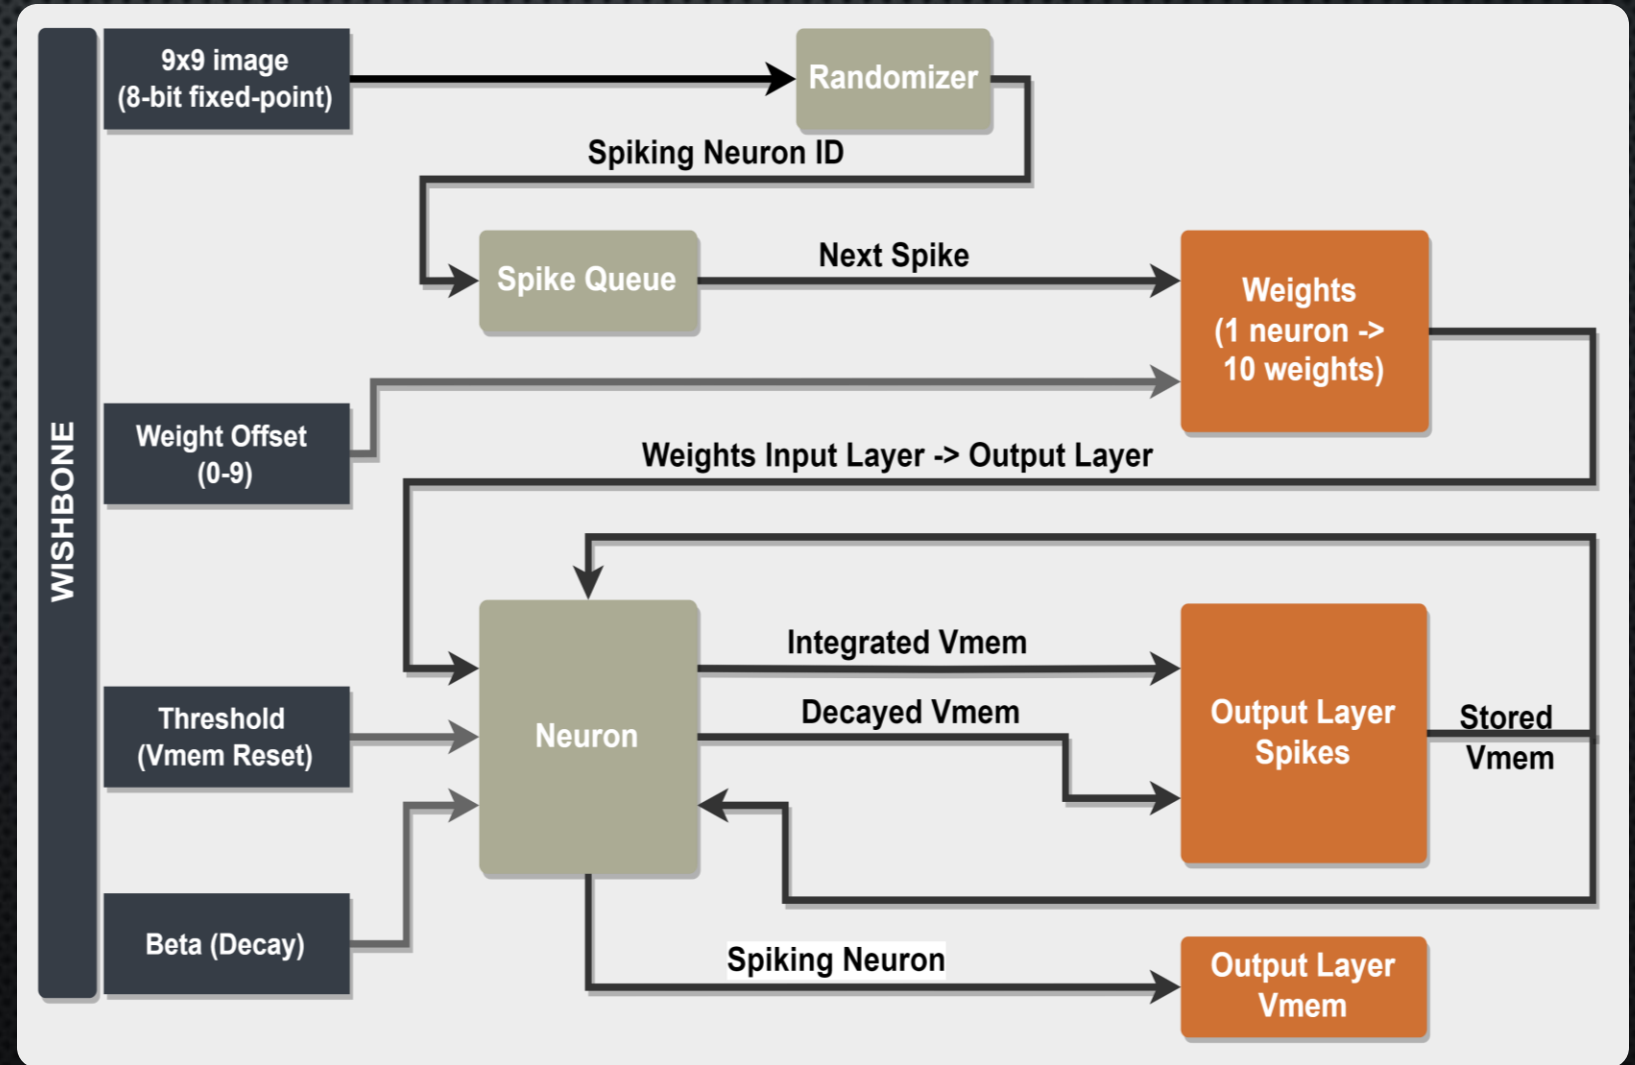 WISHBONE
9x9 image
(8-bit fixed-point)
Randomizer
Spiking Neuron ID
Spike Queue
Next Spike
Weights
(1 neuron ->
10 weights)
Weight Offset
(0-9)
Weights Input Layer -> Output Layer
Threshold
(Vmem Reset)
Neuron
Integrated Vmem
Decayed Vmem
Output Layer
Spikes
Stored
Vmem
Beta (Decay)
Spiking Neuron
Output Layer
Vmem